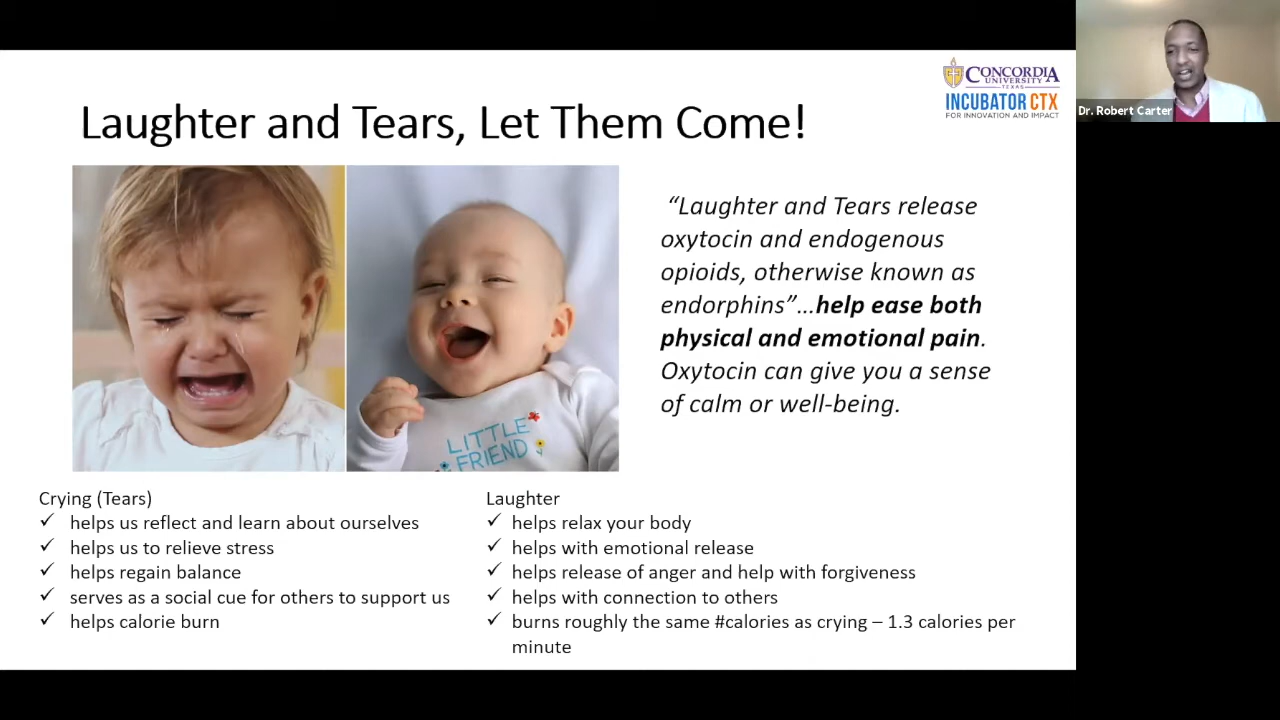 CONCORDIA
UNIVERSITY
TEXAS
INCUBATOR CTX
FOR INNOVATION AND IMPACT
Dr. Robert Carter
Laughter and Tears, Let Them Come!
LITTLE
FRIEND
“Laughter and Tears release
oxytocin and endogenous
opioids, otherwise known as
endorphins”…help ease both
physical and emotional pain.
Oxytocin can give you a sense
of calm or well-being.
Crying (Tears)
✓ helps us reflect and learn about ourselves
✓ helps us to relieve stress
✓ helps regain balance
✓ serves as a social cue for others to support us
✓ helps calorie burn
Laughter
✓ helps relax your body
✓ helps with emotional release
✓ helps release of anger and help with forgiveness
✓ helps with connection to others
✓ burns roughly the same #calories as crying – 1.3 calories per
minute